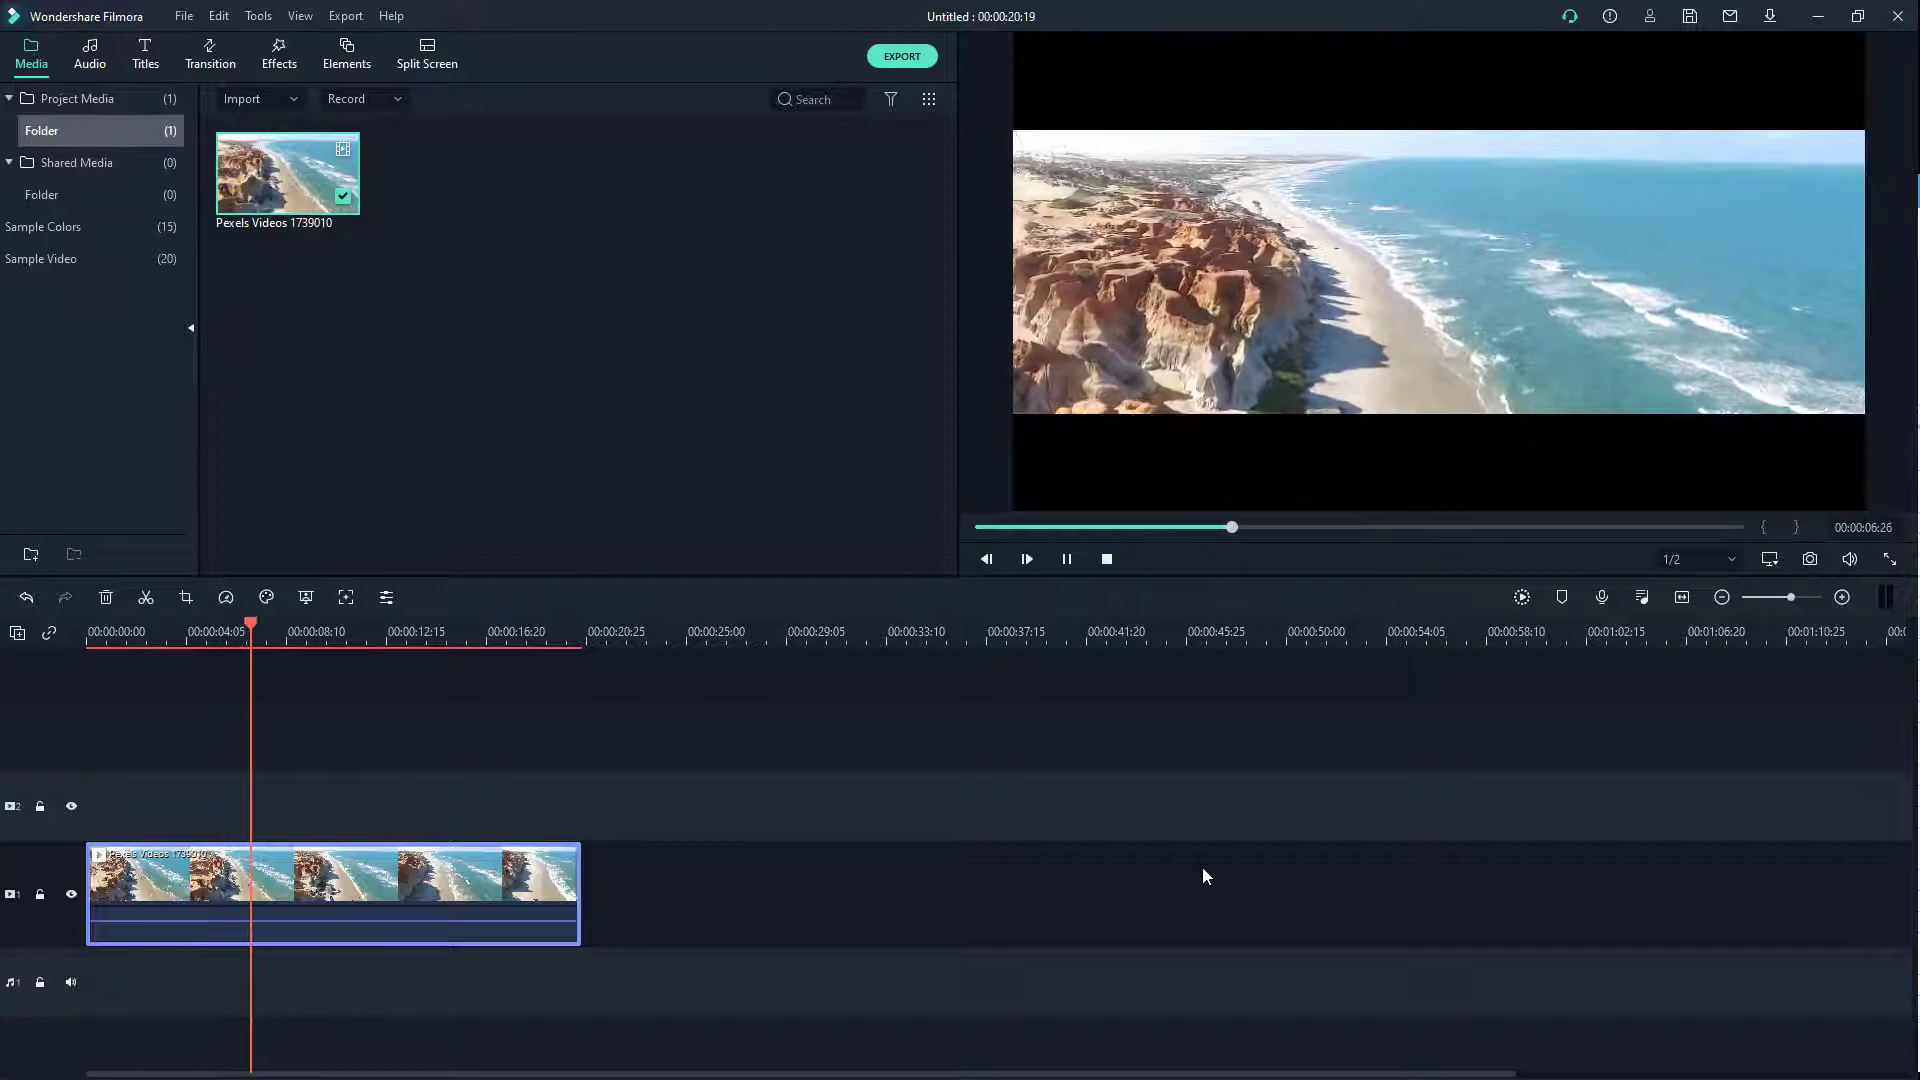 Wondershare Filmora File Edit Tools View Export Help Untitled : 00:00:20:19
Media Audio Titles Transition Effects Elements Split Screen EXPORT
Project Media (1) Import Record Search
Folder (1)
Shared Media (0)
Folder (0)
Pexels Videos 1739010
Sample Colors (15)
Sample Video (20)
{ } 00:00:06:26
1/2
00:00:00:00 00:00:04:05 00:00:08:10 00:00:12:15 00:00:16:20 00:00:20:25 00:00:25:00 00:00:29:05 00:00:33:10 00:00:37:15 00:00:41:20 00:00:45:25 00:00:50:00 00:00:54:05 00:00:58:10 00:01:02:15 00:01:06:20 00:01:10:25
2
Pexels Videos 1739010
1
1